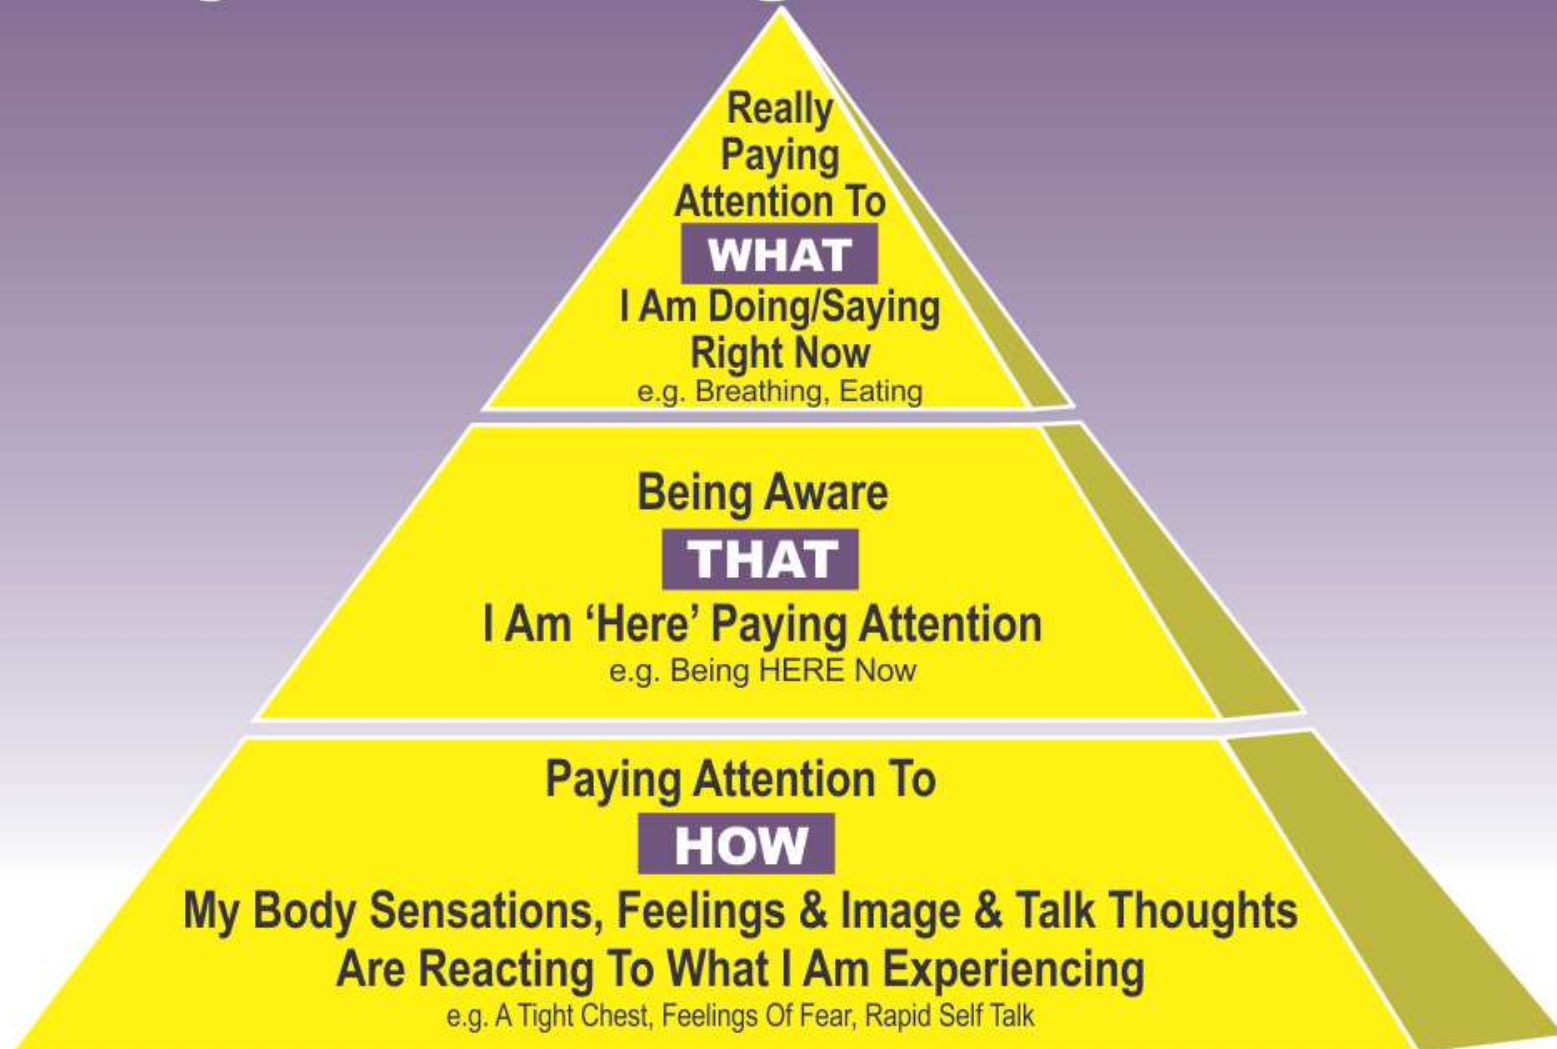 Really
Paying
Attention To
WHAT
I Am Doing/Saying
Right Now
e.g. Breathing, Eating
Being Aware
THAT
I Am ‘Here’ Paying Attention
e.g. Being HERE Now
Paying Attention To
HOW
My Body Sensations, Feelings & Image & Talk Thoughts
Are Reacting To What I Am Experiencing
e.g. A Tight Chest, Feelings Of Fear, Rapid Self Talk